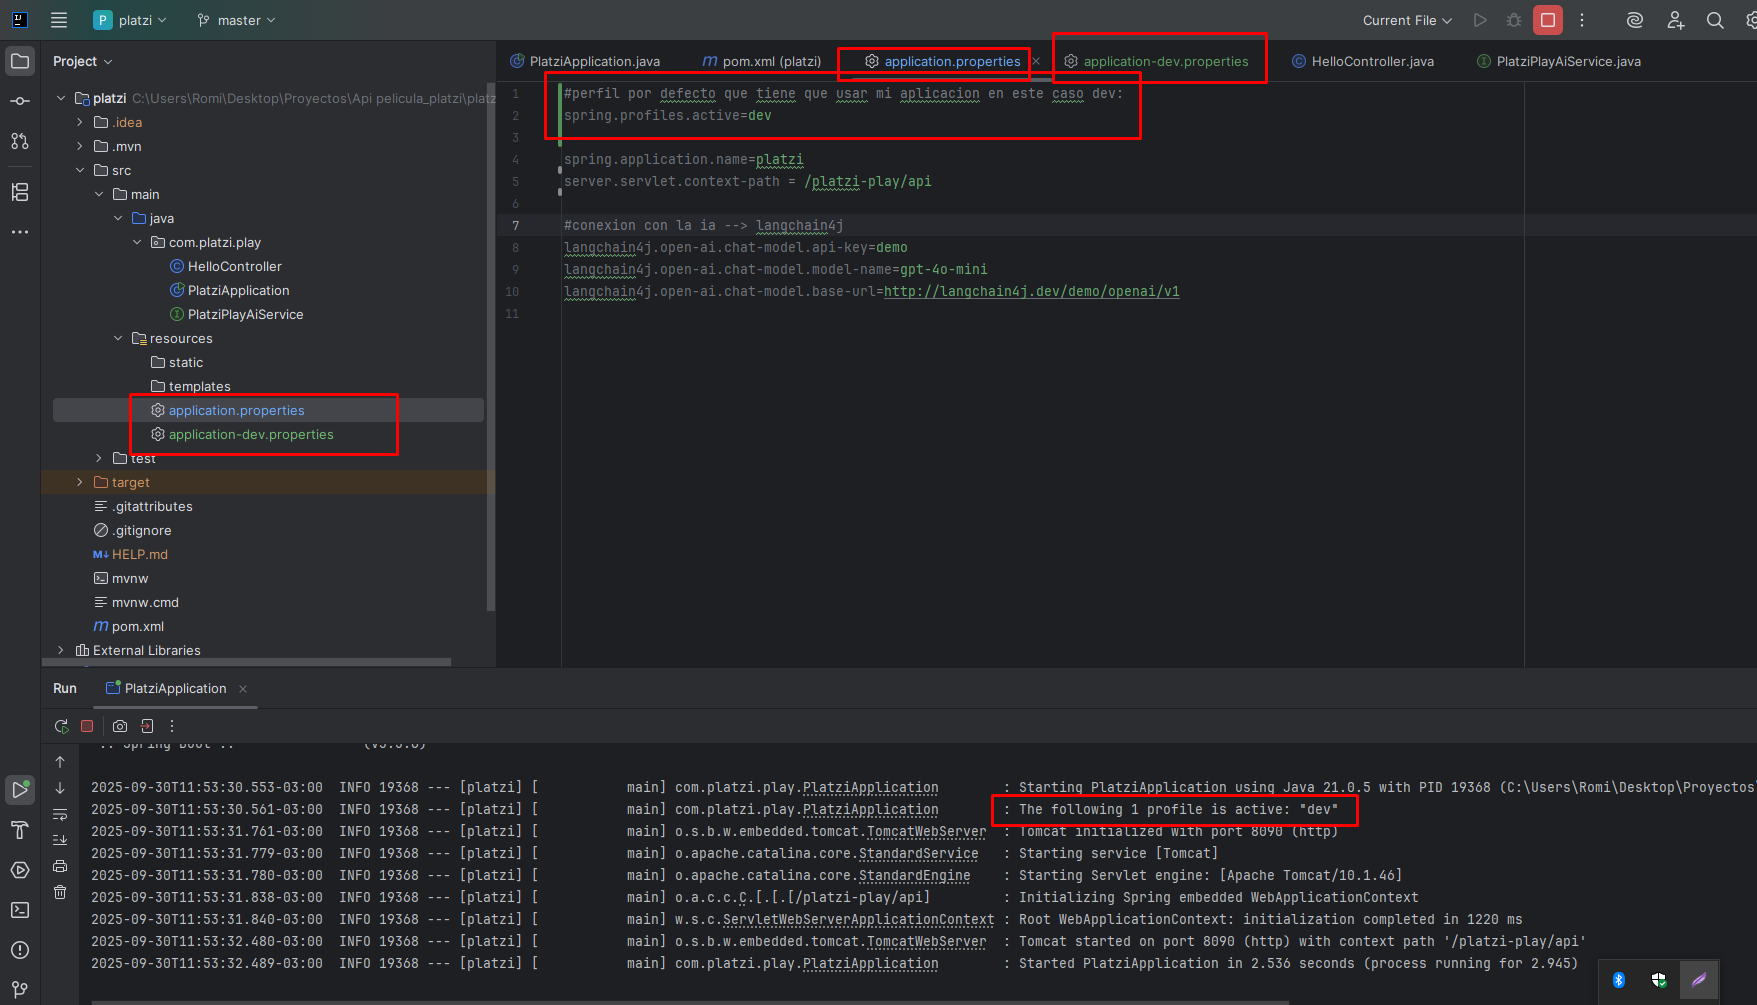 P platzi
master
Current File
Project
PlatziApplication.java
pom.xml (platzi)
application.properties
application-dev.properties
HelloController.java
PlatziPlayAiService.java
platzi C:\Users\Romi\Desktop\Proyectos\Api pelicula_platzi\platz
.idea
.mvn
src
main
java
com.platzi.play
HelloController
PlatziApplication
PlatziPlayAiService
resources
static
templates
application.properties
application-dev.properties
test
target
.gitattributes
.gitignore
HELP.md
mvnw
mvnw.cmd
pom.xml
External Libraries
1 #perfil por defecto que tiene que usar mi aplicacion en este caso dev:
2 spring.profiles.active=dev
3
4 spring.application.name=platzi
5 server.servlet.context-path = /platzi-play/api
6
7 #conexion con la ia --> langchain4j
8 langchain4j.open-ai.chat-model.api-key=demo
9 langchain4j.open-ai.chat-model.model-name=gpt-4o-mini
10 langchain4j.open-ai.chat-model.base-url=http://langchain4j.dev/demo/openai/v1
11
Run
PlatziApplication
:: Spring Boot ::
2025-09-30T11:53:30.553-03:00 INFO 19368 --- [platzi] [ main] com.platzi.play.PlatziApplication : Starting PlatziApplication using Java 21.0.5 with PID 19368 (C:\Users\Romi\Desktop\Proyectos
2025-09-30T11:53:30.561-03:00 INFO 19368 --- [platzi] [ main] com.platzi.play.PlatziApplication : The following 1 profile is active: "dev"
2025-09-30T11:53:31.761-03:00 INFO 19368 --- [platzi] [ main] o.s.b.w.embedded.tomcat.TomcatWebServer : Tomcat initialized with port 8090 (http)
2025-09-30T11:53:31.779-03:00 INFO 19368 --- [platzi] [ main] o.apache.catalina.core.StandardService : Starting service [Tomcat]
2025-09-30T11:53:31.780-03:00 INFO 19368 --- [platzi] [ main] o.apache.catalina.core.StandardEngine : Starting Servlet engine: [Apache Tomcat/10.1.46]
2025-09-30T11:53:31.838-03:00 INFO 19368 --- [platzi] [ main] o.a.c.c.C.[.[.[/platzi-play/api] : Initializing Spring embedded WebApplicationContext
2025-09-30T11:53:31.840-03:00 INFO 19368 --- [platzi] [ main] w.s.c.ServletWebServerApplicationContext : Root WebApplicationContext: initialization completed in 1220 ms
2025-09-30T11:53:32.480-03:00 INFO 19368 --- [platzi] [ main] o.s.b.w.embedded.tomcat.TomcatWebServer : Tomcat started on port 8090 (http) with context path '/platzi-play/api'
2025-09-30T11:53:32.489-03:00 INFO 19368 --- [platzi] [ main] com.platzi.play.PlatziApplication : Started PlatziApplication in 2.536 seconds (process running for 2.945)